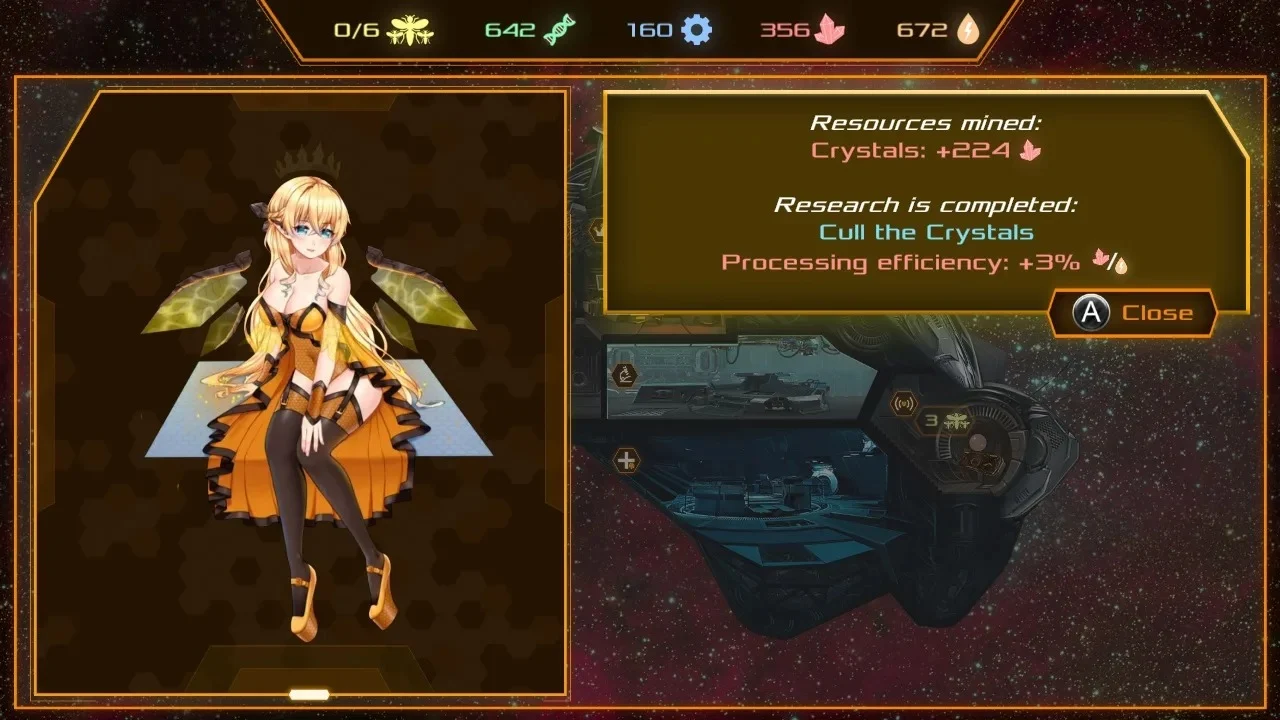 0/6 642 160 356 672
Resources mined:
Crystals: +224
Research is completed:
Cull the Crystals
Processing efficiency: +3% /
A Close
3